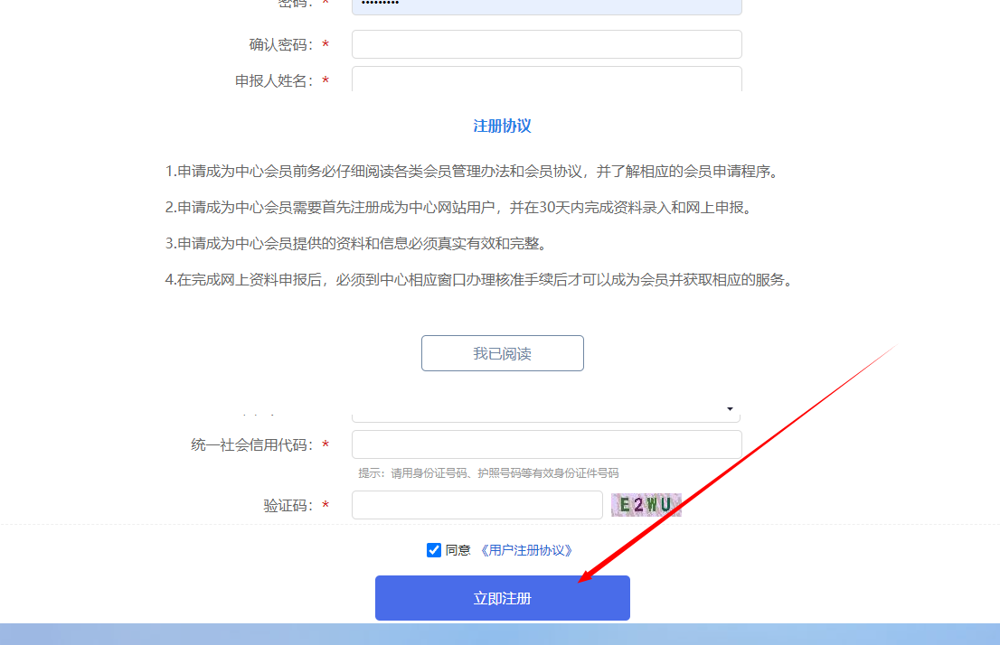 密码：*
确认密码：*
申报人姓名：*
注册协议
1.申请成为中心会员前务必仔细阅读各类会员管理办法和会员协议，并了解相应的会员申请程序。
2.申请成为中心会员需要首先注册成为中心网站用户，并在30天内完成资料录入和网上申报。
3.申请成为中心会员提供的资料和信息必须真实有效和完整。
4.在完成网上资料申报后，必须到中心相应窗口办理核准手续后才可以成为会员并获取相应的服务。
我已阅读
统一社会信用代码：*
提示：请用身份证号码、护照号码等有效身份证件号码
验证码：* E2WU
同意 《用户注册协议》
立即注册